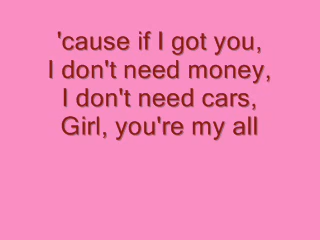 'cause if I got you,
I don't need money,
I don't need cars,
Girl, you're my all